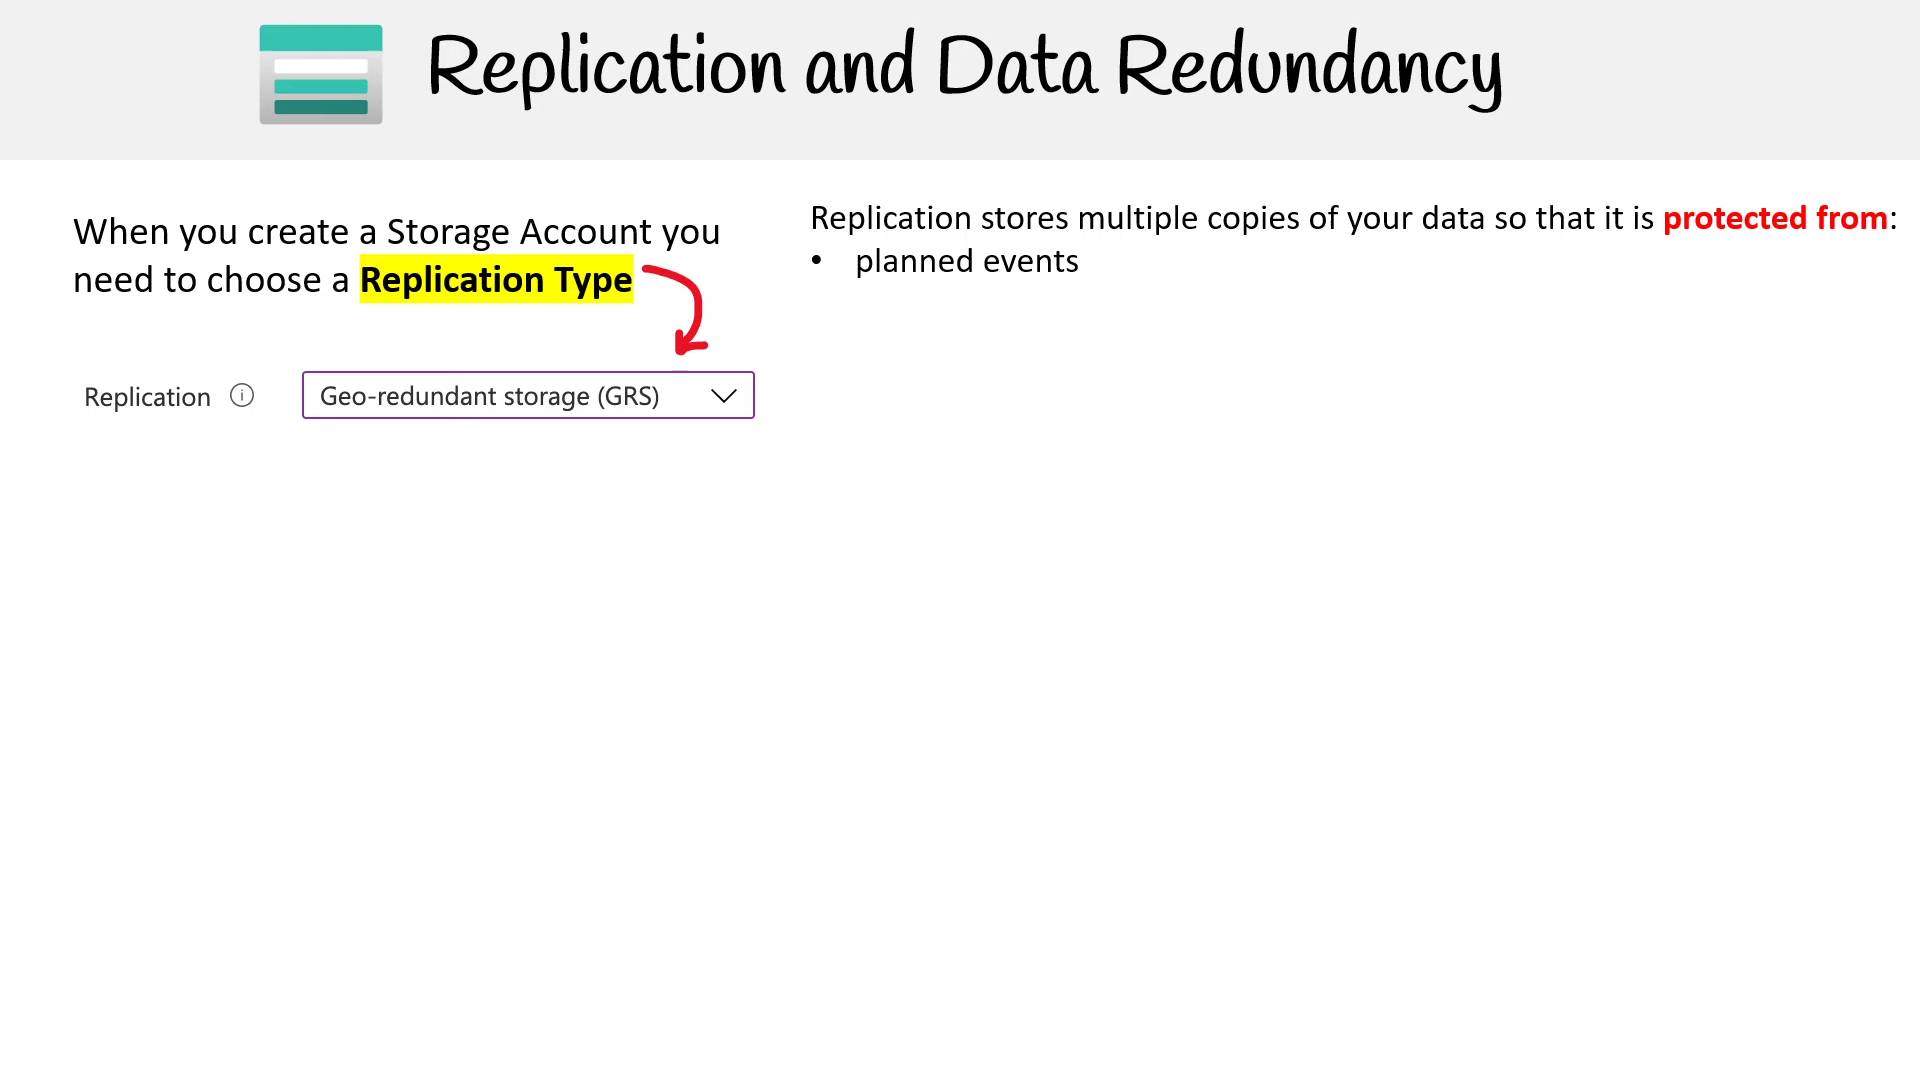 Replication and Data Redundancy
When you create a Storage Account you
need to choose a Replication Type
Replication
Geo-redundant storage (GRS)
Replication stores multiple copies of your data so that it is protected from:
• planned events